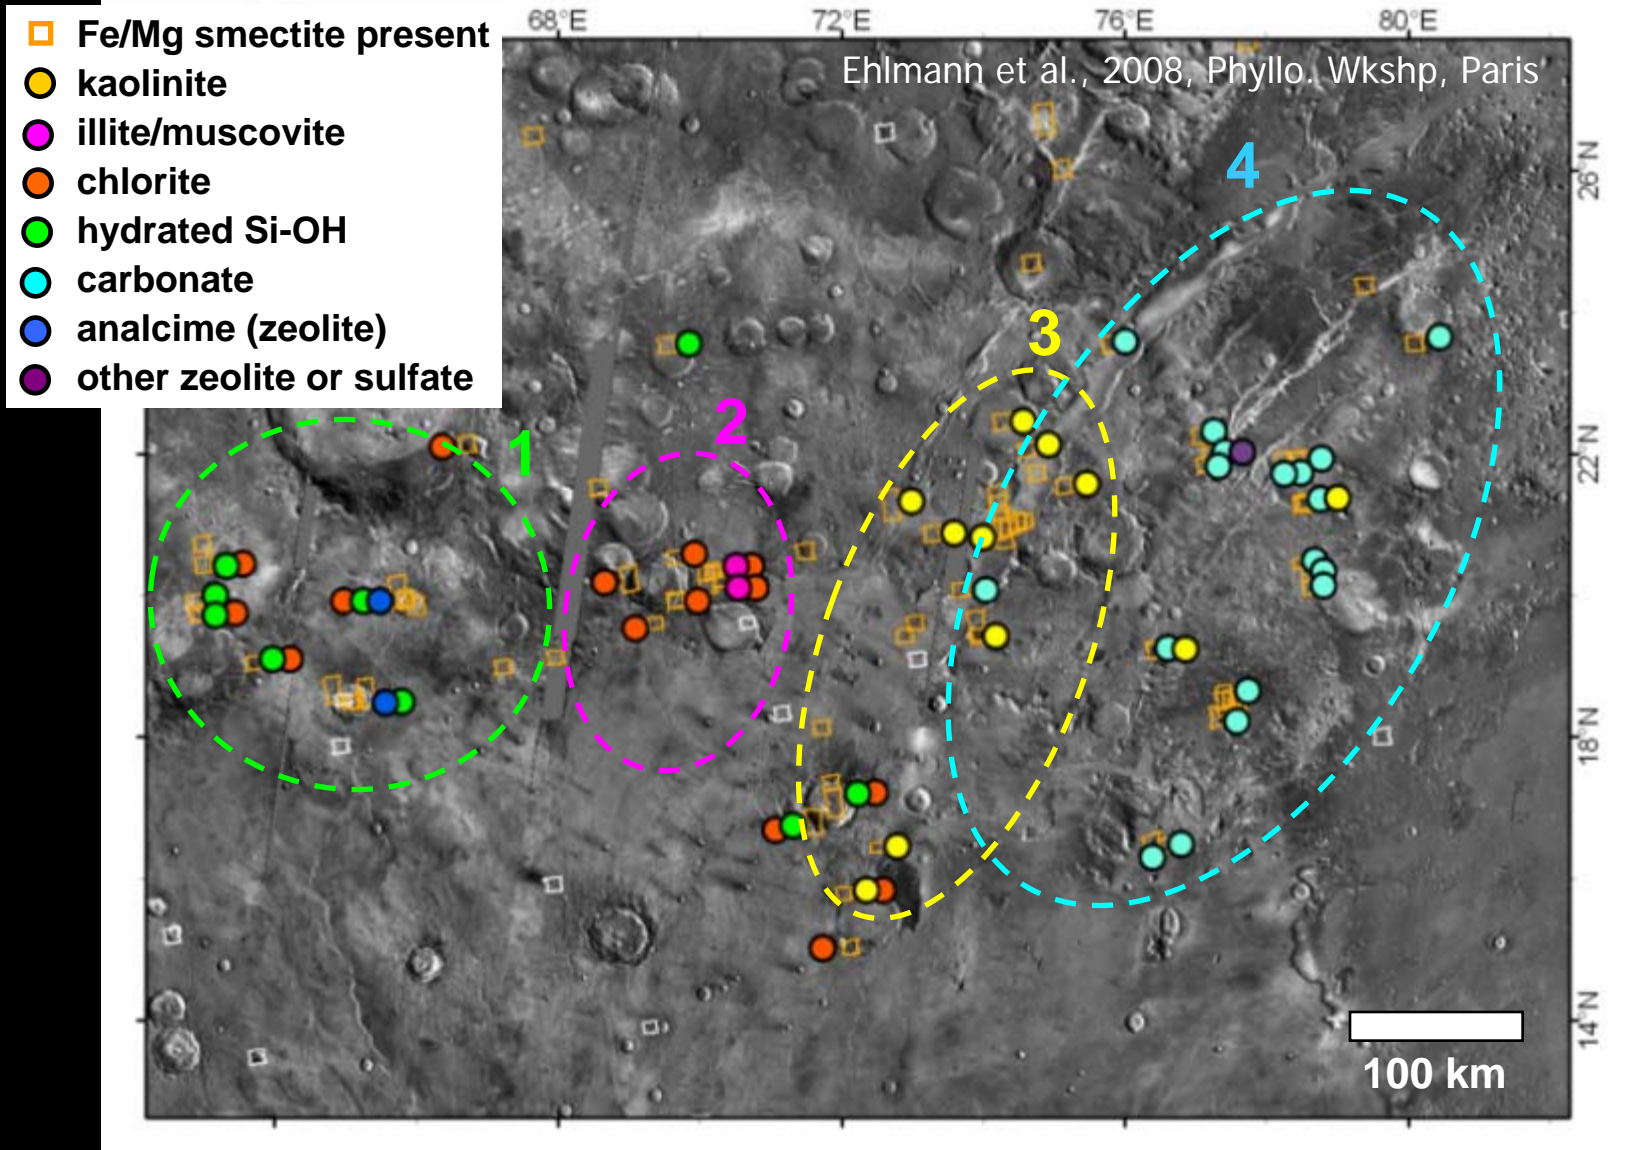 Fe/Mg smectite present
kaolinite
illite/muscovite
chlorite
hydrated Si-OH
carbonate
analcime (zeolite)
other zeolite or sulfate
68°E
72°E
76°E
80°E
Ehlmann et al., 2008, Phyllo. Wkshp, Paris
26°N
22°N
18°N
14°N
1
2
3
4
100 km